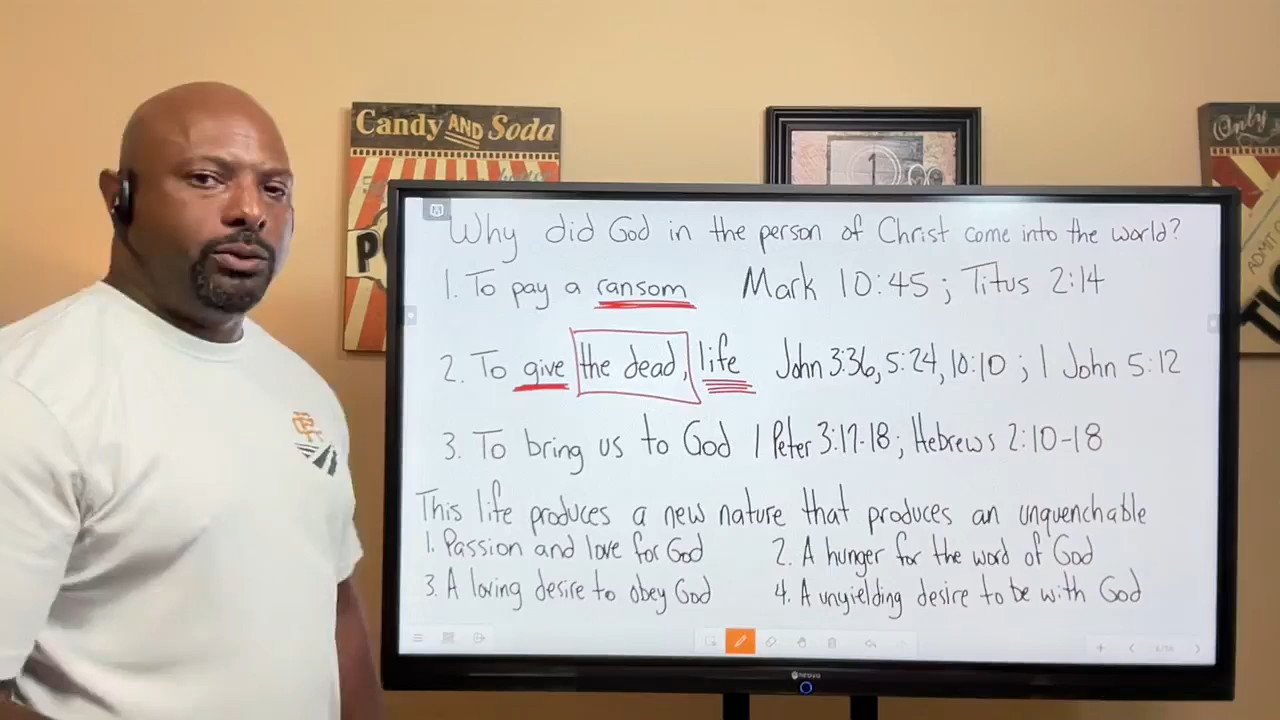 Candy AND Soda
1
Only
ADMIT
Why did God in the person of Christ come into the world?
1. To pay a ransom Mark 10:45 ; Titus 2:14
2. To give the dead, life John 3:36, 5:24, 10:10 ; 1 John 5:12
3. To bring us to God 1 Peter 3:17-18 ; Hebrews 2:10-18
This life produces a new nature that produces an unquenchable
1. Passion and love for God 2. A hunger for the word of God
3. A loving desire to obey God 4. A unyielding desire to be with God